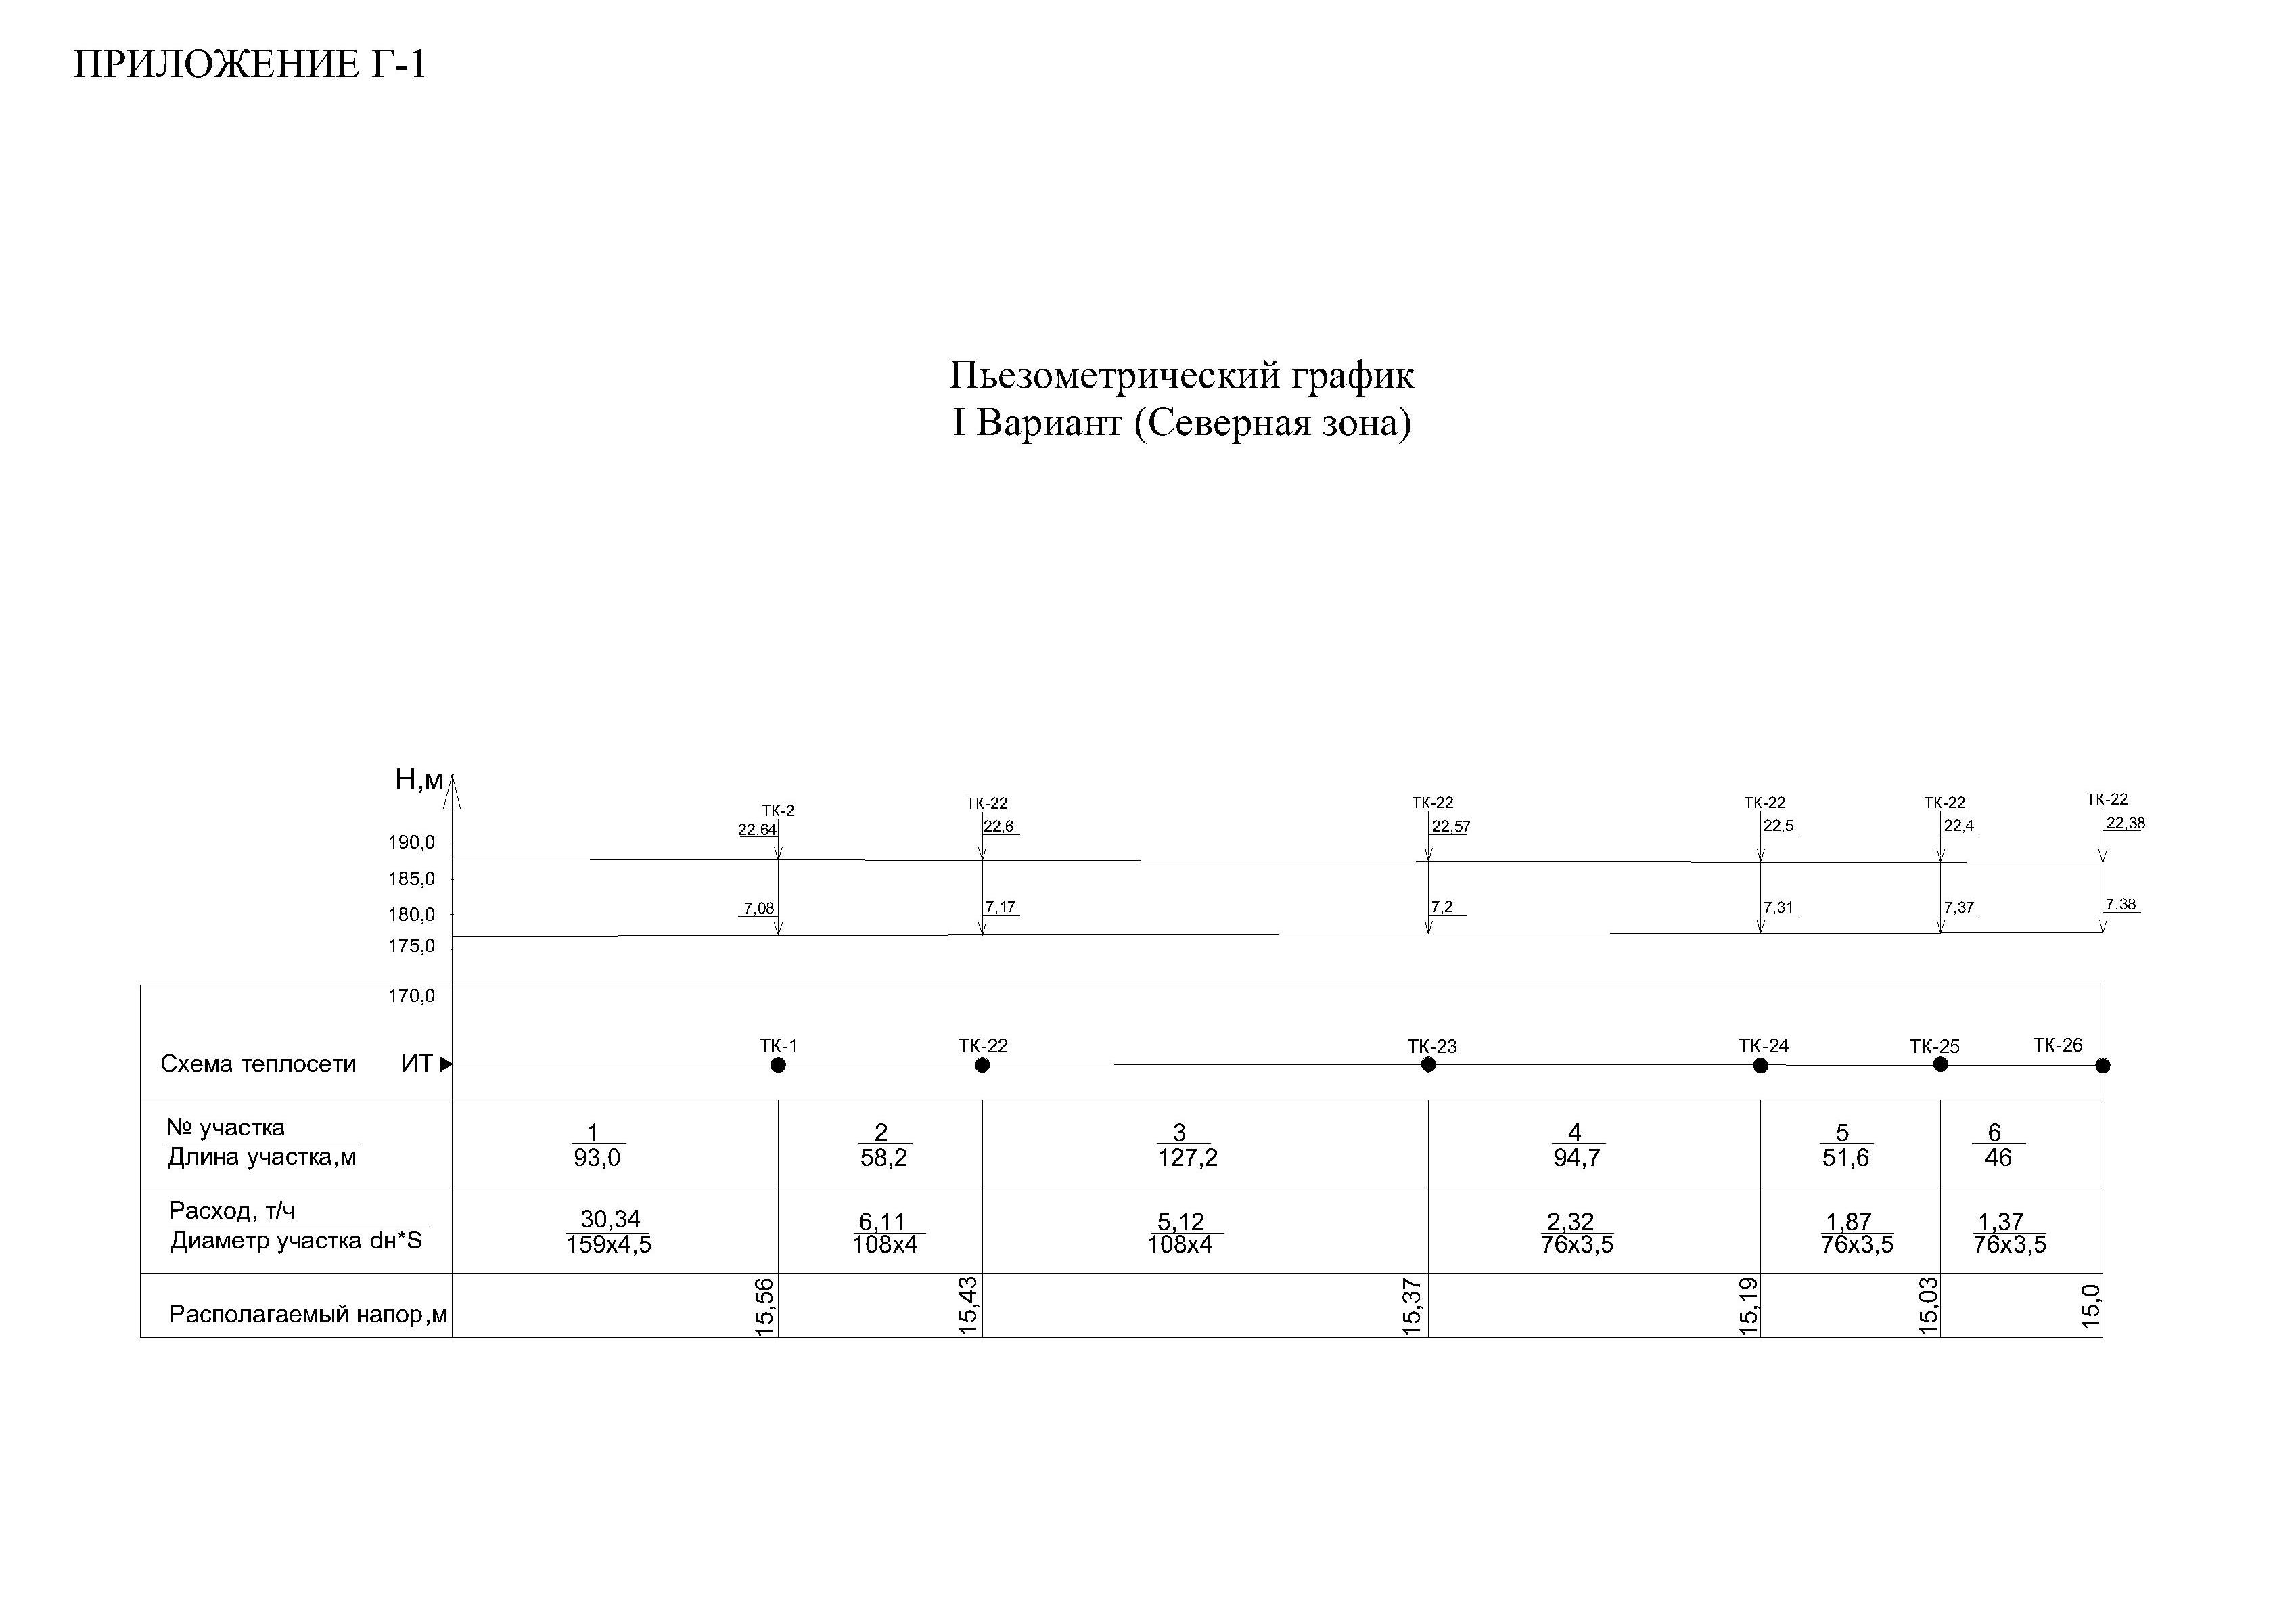 ПРИЛОЖЕНИЕ Г-1
Пьезометрический график
I Вариант (Северная зона)
Н,м
ТК-2 ТК-22 ТК-22 ТК-22 ТК-22 ТК-22
22,64 22,6 22,57 22,5 22,4 22,38
190,0
185,0
7,08 7,17 7,2 7,31 7,37 7,38
180,0
175,0
170,0
ТК-1 ТК-22 ТК-23 ТК-24 ТК-25 ТК-26
Схема теплосети ИТ
№ участка 1 2 3 4 5 6
Длина участка,м 93,0 58,2 127,2 94,7 51,6 46
Расход, т/ч 30,34 6,11 5,12 2,32 1,87 1,37
Диаметр участка dн*S 159х4,5 108х4 108х4 76х3,5 76х3,5 76х3,5
Располагаемый напор,м 15,56 15,43 15,37 15,19 15,03 15,0